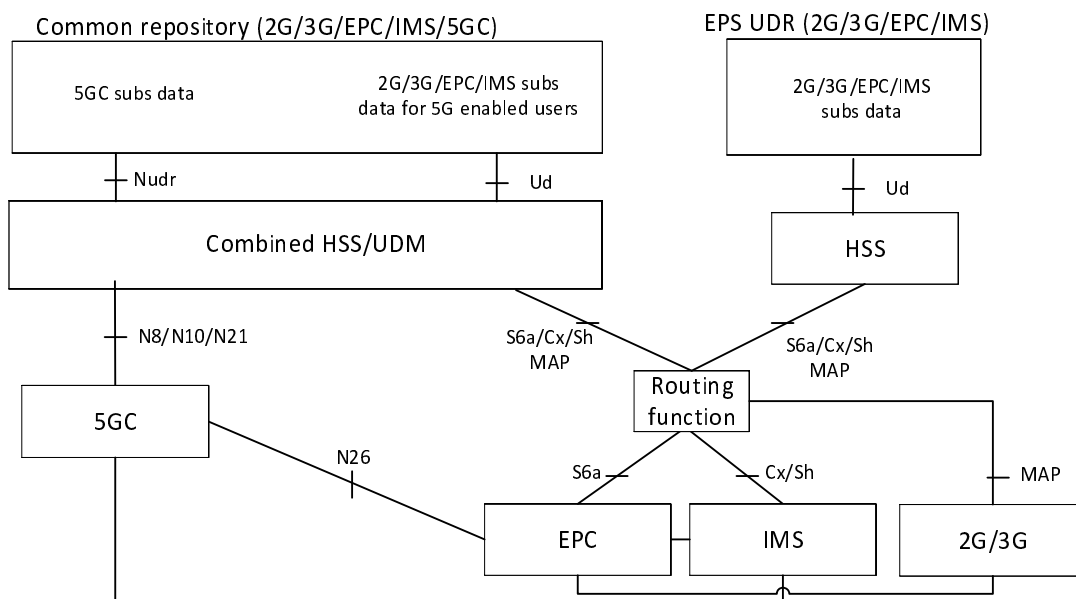 Common repository (2G/3G/EPC/IMS/5GC)
EPS UDR (2G/3G/EPC/IMS)
5GC subs data
2G/3G/EPC/IMS subs
data for 5G enabled users
2G/3G/EPC/IMS
subs data
Nudr
Ud
Ud
Combined HSS/UDM
HSS
N8/N10/N21
S6a/Cx/Sh
MAP
S6a/Cx/Sh
MAP
Routing
function
5GC
N26
S6a
Cx/Sh
MAP
EPC
IMS
2G/3G